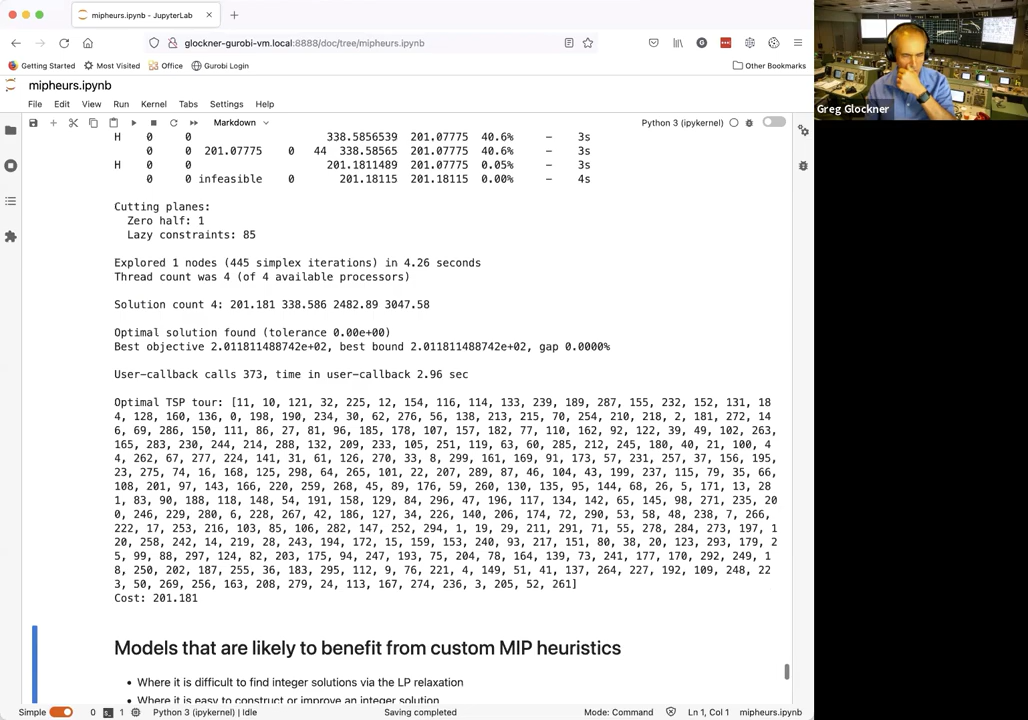 mipheurs.ipynb - JupyterLab
glockner-gurobi-vm.local:8888/doc/tree/mipheurs.ipynb
Getting Started Most Visited Office Gurobi Login Other Bookmarks
mipheurs.ipynb
File Edit View Run Kernel Tabs Settings Help
Markdown Python 3 (ipykernel)
H 0 0 338.5856539 201.07775 40.6% - 3s
0 0 201.07775 0 44 338.58565 201.07775 40.6% - 3s
H 0 0 201.1811489 201.07775 0.05% - 3s
0 0 infeasible 0 201.18115 201.18115 0.00% - 4s
Cutting planes:
Zero half: 1
Lazy constraints: 85
Explored 1 nodes (445 simplex iterations) in 4.26 seconds
Thread count was 4 (of 4 available processors)
Solution count 4: 201.181 338.586 2482.89 3047.58
Optimal solution found (tolerance 0.00e+00)
Best objective 2.011811488742e+02, best bound 2.011811488742e+02, gap 0.0000%
User-callback calls 373, time in user-callback 2.96 sec
Optimal TSP tour: [11, 10, 121, 32, 225, 12, 154, 116, 114, 133, 239, 189, 287, 155, 232, 152, 131, 18
4, 128, 160, 136, 0, 198, 190, 234, 30, 62, 276, 56, 138, 213, 215, 70, 254, 210, 218, 2, 181, 272, 14
6, 69, 286, 150, 111, 86, 27, 81, 96, 185, 178, 107, 157, 182, 77, 110, 162, 92, 122, 39, 49, 102, 263,
165, 283, 230, 244, 214, 288, 132, 209, 233, 105, 251, 119, 63, 60, 285, 212, 245, 180, 40, 21, 100, 4
4, 262, 67, 277, 224, 141, 31, 61, 126, 270, 33, 8, 299, 161, 169, 91, 173, 57, 231, 257, 37, 156, 195,
23, 275, 74, 16, 168, 125, 298, 64, 265, 101, 22, 207, 289, 87, 46, 104, 43, 199, 237, 115, 79, 35, 66,
108, 201, 97, 143, 166, 220, 259, 268, 45, 89, 176, 59, 260, 130, 135, 95, 144, 68, 26, 5, 171, 13, 28
1, 83, 90, 188, 118, 148, 54, 191, 158, 129, 84, 296, 47, 196, 117, 134, 142, 65, 145, 98, 271, 235, 20
0, 246, 229, 280, 6, 228, 267, 42, 186, 127, 34, 226, 140, 206, 174, 72, 290, 53, 58, 48, 238, 7, 266,
222, 17, 253, 216, 103, 85, 106, 282, 147, 252, 294, 1, 19, 29, 211, 291, 71, 55, 278, 284, 273, 197, 1
20, 258, 242, 14, 219, 28, 243, 194, 172, 15, 159, 153, 240, 93, 217, 151, 80, 38, 20, 123, 293, 179, 2
5, 99, 88, 297, 124, 82, 203, 175, 94, 247, 193, 75, 204, 78, 164, 139, 73, 241, 177, 170, 292, 249, 1
8, 250, 202, 187, 255, 36, 183, 295, 112, 9, 76, 221, 4, 149, 51, 41, 137, 264, 227, 192, 109, 248, 22
3, 50, 269, 256, 163, 208, 279, 24, 113, 167, 274, 236, 3, 205, 52, 261]
Cost: 201.181
Models that are likely to benefit from custom MIP heuristics
• Where it is difficult to find integer solutions via the LP relaxation
• Where it is easy to construct or improve an integer solution
Simple 0 1 Python 3 (ipykernel) | Idle Saving completed Mode: Command Ln 1, Col 1 mipheurs.ipynb
Greg Glockner